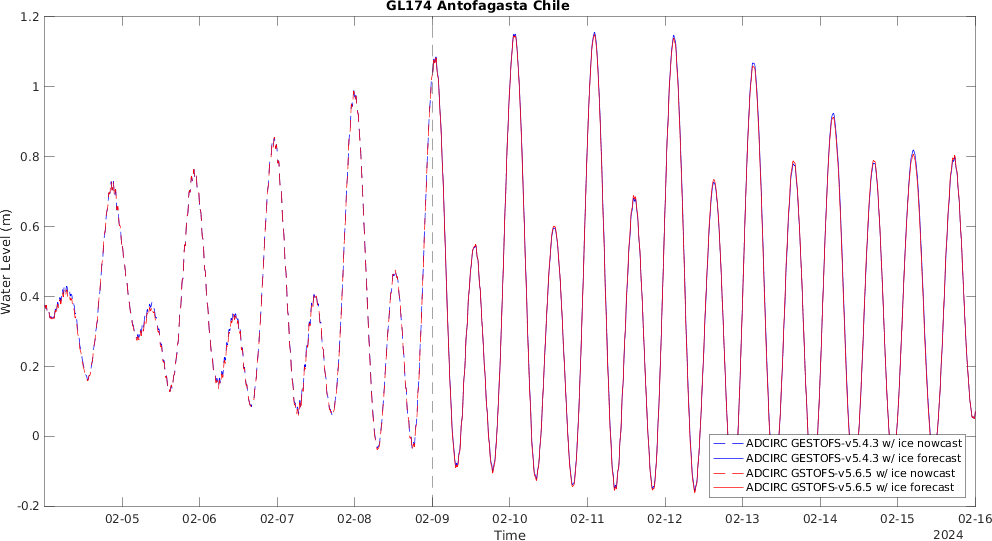 GL174 Antofagasta Chile
1.2
1
0.8
0.6
0.4
0.2
0
-0.2
Water Level (m)
ADCIRC GESTOFS-v5.4.3 w/ ice nowcast
ADCIRC GESTOFS-v5.4.3 w/ ice forecast
ADCIRC GSTOFS-v5.6.5 w/ ice nowcast
ADCIRC GSTOFS-v5.6.5 w/ ice forecast
02-05 02-06 02-07 02-08 02-09 02-10 02-11 02-12 02-13 02-14 02-15 02-16
Time
2024